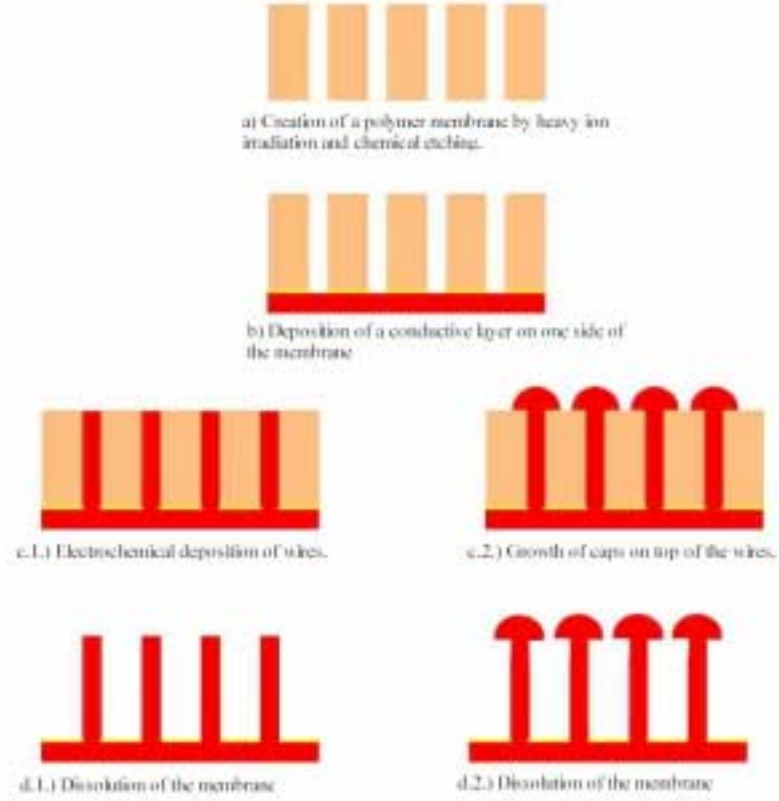 a) Creation of a polymer membrane by heavy ion
irradiation and chemical etching.
b) Deposition of a conductive layer on one side of
the membrane
c.1.) Electrochemical deposition of wires.
c.2.) Growth of caps on top of the wires.
d.1.) Dissolution of the membrane
d.2.) Dissolution of the membrane